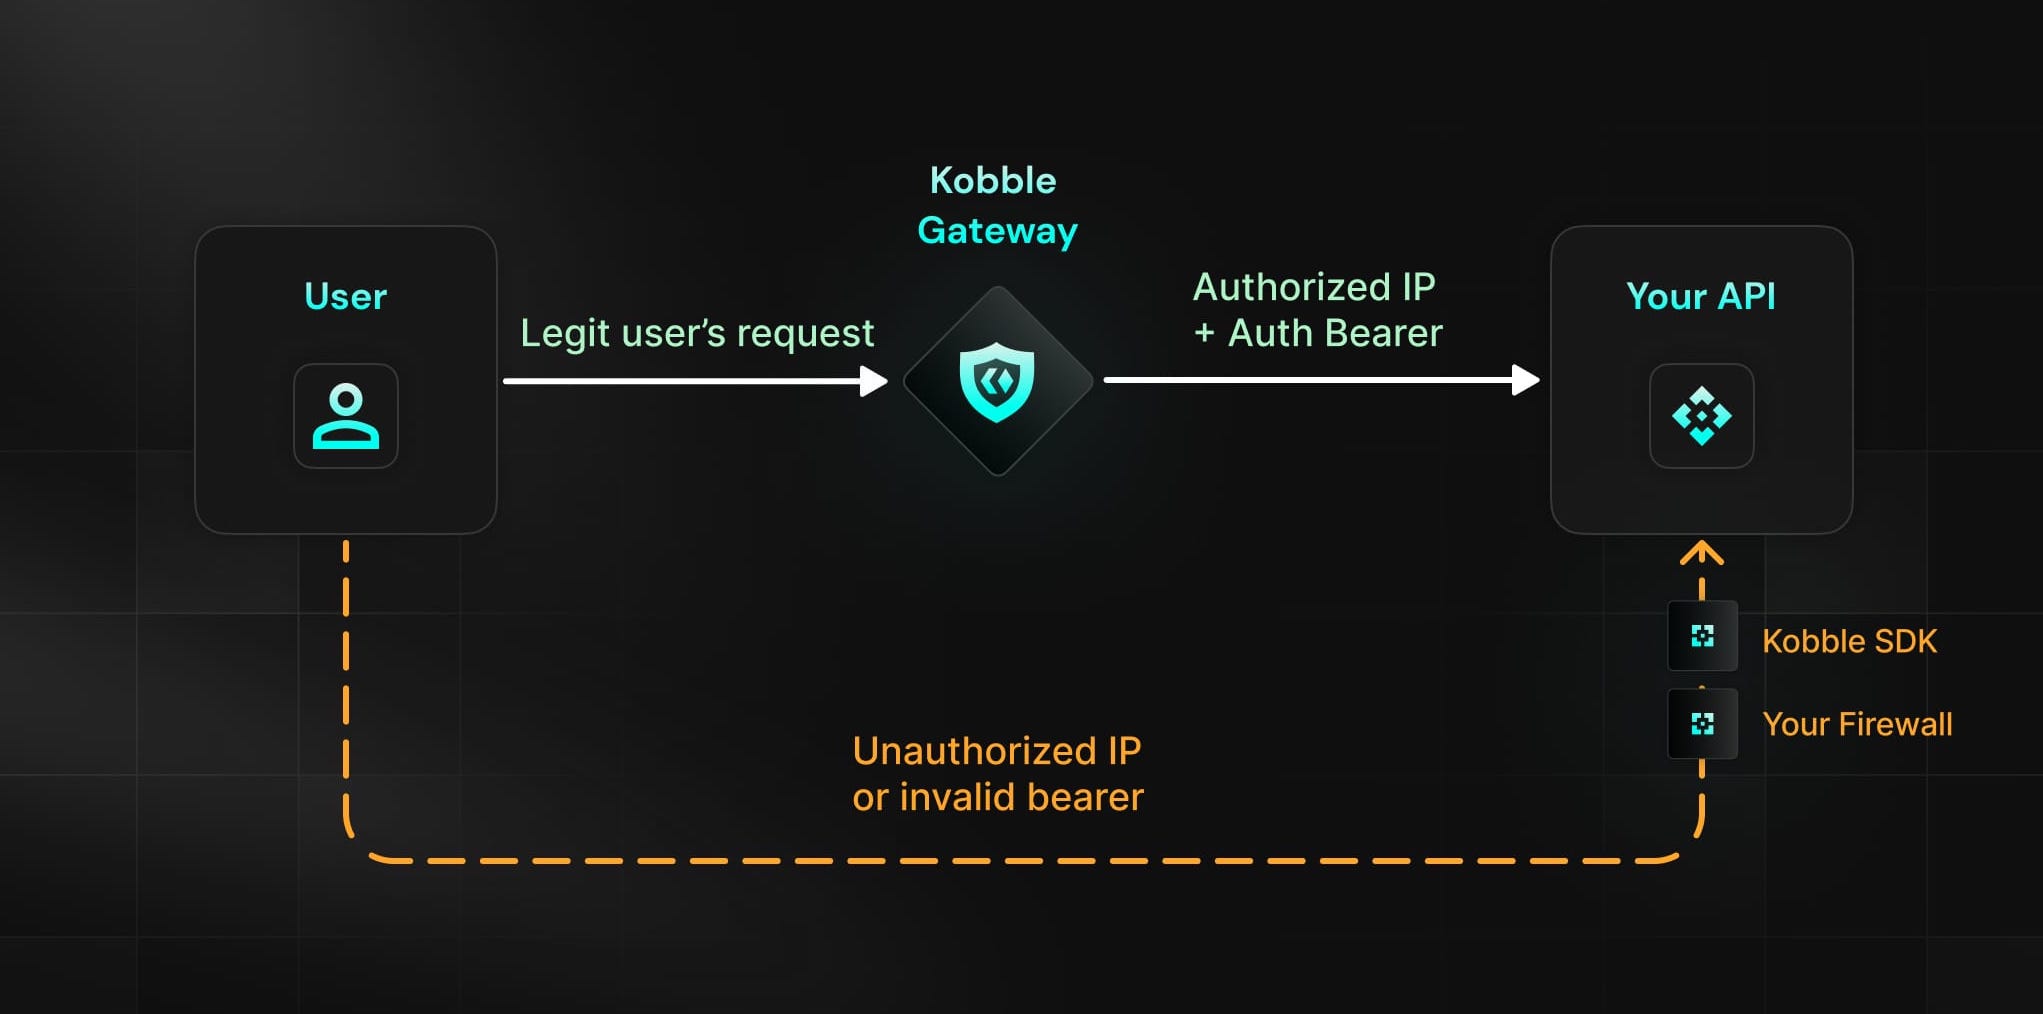 Kobble
Gateway
User
Legit user’s request
Authorized IP
+ Auth Bearer
Your API
Kobble SDK
Your Firewall
Unauthorized IP
or invalid bearer